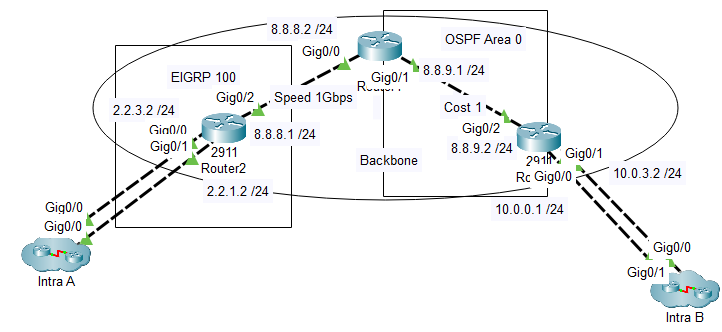 8.8.8.2 /24
OSPF Area 0
Gig0/0
EIGRP 100
Gig0/1
8.8.9.1 /24
Gig0/2
Speed 1Gbps
2.2.3.2 /24
Cost 1
Gig0/0
8.8.8.1 /24
Gig0/2
Gig0/1
2911
8.8.9.2 /24
Gig0/1
Backbone
Router2
Gig0/0
10.0.3.2 /24
2.2.1.2 /24
Gig0/0
10.0.0.1 /24
Gig0/0
Gig0/0
Gig0/1
Intra A
Intra B